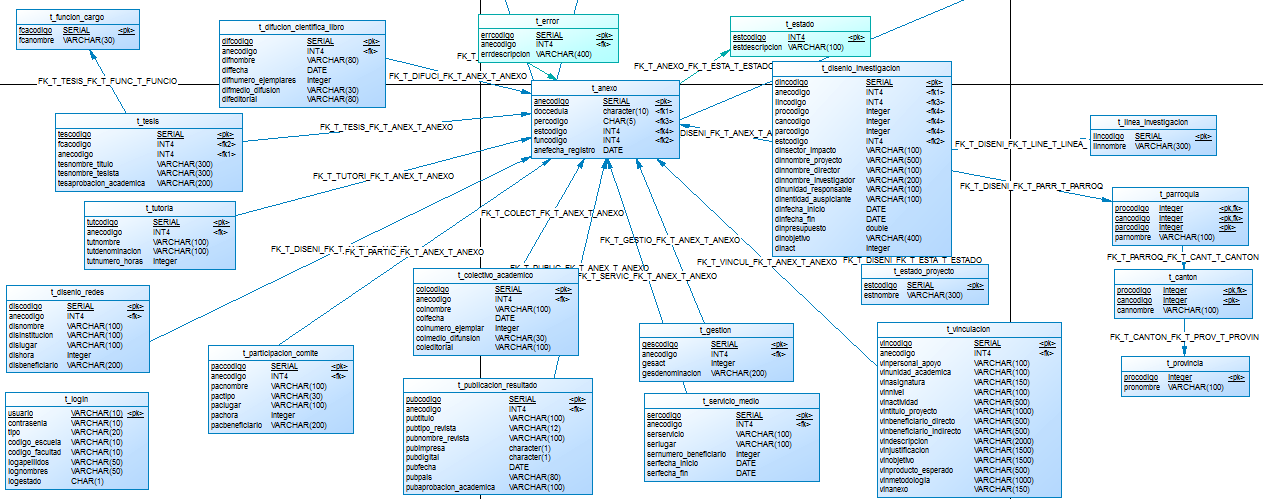 t_funcion_cargo
fcacodigo SERIAL <pk>
fcanombre VARCHAR(30)
t_difucion_cientifica_libro
difcodigo SERIAL <pk>
anecodigo INT4 <fk>
difnombre VARCHAR(80)
diffecha DATE
difnumero_ejemplares Integer
difmedio_difusion VARCHAR(30)
difeditorial VARCHAR(80)
t_error
errcodigo SERIAL <pk>
anecodigo INT4 <fk>
errdescripcion VARCHAR(400)
t_estado
estcodigo INT4 <pk>
estdescripcion VARCHAR(100)
FK_T_TESIS_FK_T_FUNC_T_FUNCIO
FK_T_DIFUCI_FK_T_ANEX_T_ANEXO
FK_T_ANEXO_FK_T_ESTA_T_ESTADO
t_anexo
anecodigo SERIAL <pk>
doccedula character(10) <fk1>
percodigo CHAR(5) <fk3>
estcodigo INT4 <fk4>
funcodigo INT4 <fk2>
anefecha_registro DATE
t_disenio_investigacion
dincodigo SERIAL <pk>
anecodigo INT4 <fk1>
lincodigo INT4 <fk3>
procodigo Integer <fk4>
cancodigo Integer <fk4>
parcodigo Integer <fk4>
estcodigo INT4 <fk2>
dinsector_impacto VARCHAR(100)
dinnombre_proyecto VARCHAR(500)
dinnombre_director VARCHAR(100)
dinnombre_investigador VARCHAR(200)
dinunidad_responsable VARCHAR(100)
dinentidad_auspiciante VARCHAR(100)
dinfecha_inicio DATE
dinfecha_fin DATE
dinpresupuesto double
dinobjetivo VARCHAR(400)
dinact Integer
t_tesis
tescodigo SERIAL <pk>
fcacodigo INT4 <fk2>
anecodigo INT4 <fk1>
tesnombre_titulo VARCHAR(300)
tesnombre_tesista VARCHAR(300)
tesaprobacion_academica VARCHAR(200)
FK_T_TESIS_FK_T_ANEX_T_ANEXO
DISENI_FK_T_ANEX_T_A
t_linea_investigacion
lincodigo SERIAL <pk>
linnombre VARCHAR(300)
FK_T_DISENI_FK_T_LINE_T_LINEA_
FK_T_TUTORI_FK_T_ANEX_T_ANEXO
FK_T_DISENI_FK_T_PARR_T_PARROQ
t_tutoria
tutcodigo SERIAL <pk>
anecodigo INT4 <fk>
tutnombre VARCHAR(100)
tutdenominacion VARCHAR(100)
tutnumero_horas Integer
t_parroquia
procodigo Integer <pk,fk>
cancodigo Integer <pk,fk>
parcodigo Integer <pk>
parnombre VARCHAR(100)
FK_T_COLECT_FK_T_ANEX_T_ANEXO
FK_T_GESTIO_FK_T_ANEX_T_ANEXO
FK_T_DISENI_FK_T
FK_T_PARTIC_FK_T_ANEX_T_ANEXO
FK_T_VINCUL_FK_T_ANEX_T_ANEXO
FK_T_DISENI_FK_T_ESTA_T_ESTADO
FK_T_PARROQ_FK_T_CANT_T_CANTON
_T_SERVIC_FK_T_ANEX_T_ANEXO
t_colectivo_academico
colcodigo SERIAL <pk>
anecodigo INT4 <fk>
colnombre VARCHAR(100)
colfecha DATE
colnumero_ejemplar Integer
colmedio_difusion VARCHAR(30)
coleditorial VARCHAR(100)
t_estado_proyecto
estcodigo SERIAL <pk>
estnombre VARCHAR(300)
t_canton
procodigo Integer <pk,fk>
cancodigo Integer <pk>
cannombre VARCHAR(100)
t_disenio_redes
discodigo SERIAL <pk>
anecodigo INT4 <fk>
disnombre VARCHAR(100)
disinstitucion VARCHAR(100)
dislugar VARCHAR(100)
dishora Integer
disbeneficiario VARCHAR(200)
FK_T_CANTON_FK_T_PROV_T_PROVIN
t_participacion_comite
paccodigo SERIAL <pk>
anecodigo INT4 <fk>
pacnombre VARCHAR(100)
pactipo VARCHAR(30)
paclugar VARCHAR(100)
pachora Integer
pacbeneficiario VARCHAR(200)
t_gestion
gescodigo SERIAL <pk>
anecodigo INT4 <fk>
gesact Integer
gesdenominacion VARCHAR(200)
t_vinculacion
vincodigo SERIAL <pk>
anecodigo INT4 <fk>
vinpersonal_apoyo VARCHAR(100)
vinunidad_academica VARCHAR(100)
vinasignatura VARCHAR(150)
vinnivel VARCHAR(100)
vinactividad VARCHAR(500)
vintitulo_proyecto VARCHAR(1000)
vinbeneficiario_directo VARCHAR(500)
vinbeneficiario_indirecto VARCHAR(500)
vindescripcion VARCHAR(2000)
vinjustificacion VARCHAR(1500)
vinobjetivo VARCHAR(1500)
vinproducto_esperado VARCHAR(500)
vinmetodologia VARCHAR(1000)
vinanexo VARCHAR(150)
t_provincia
procodigo Integer <pk>
pronombre VARCHAR(100)
t_login
usuario VARCHAR(10) <pk>
contrasenia VARCHAR(10)
tipo VARCHAR(20)
codigo_escuela VARCHAR(10)
codigo_facultad VARCHAR(10)
logapellidos VARCHAR(50)
lognombres VARCHAR(50)
logestado CHAR(1)
t_publicacion_resultado
pubcodigo SERIAL <pk>
anecodigo INT4 <fk>
pubtitulo VARCHAR(100)
pubtipo_revista VARCHAR(12)
pubnombre_revista VARCHAR(100)
pubimpresa character(1)
pubdigital character(1)
pubfecha DATE
pubpais VARCHAR(80)
pubaprobacion_academica VARCHAR(100)
t_servicio_medio
sercodigo SERIAL <pk>
anecodigo INT4 <fk>
serservicio VARCHAR(100)
serlugar VARCHAR(100)
sernumero_beneficiario Integer
serfecha_inicio DATE
serfecha_fin DATE